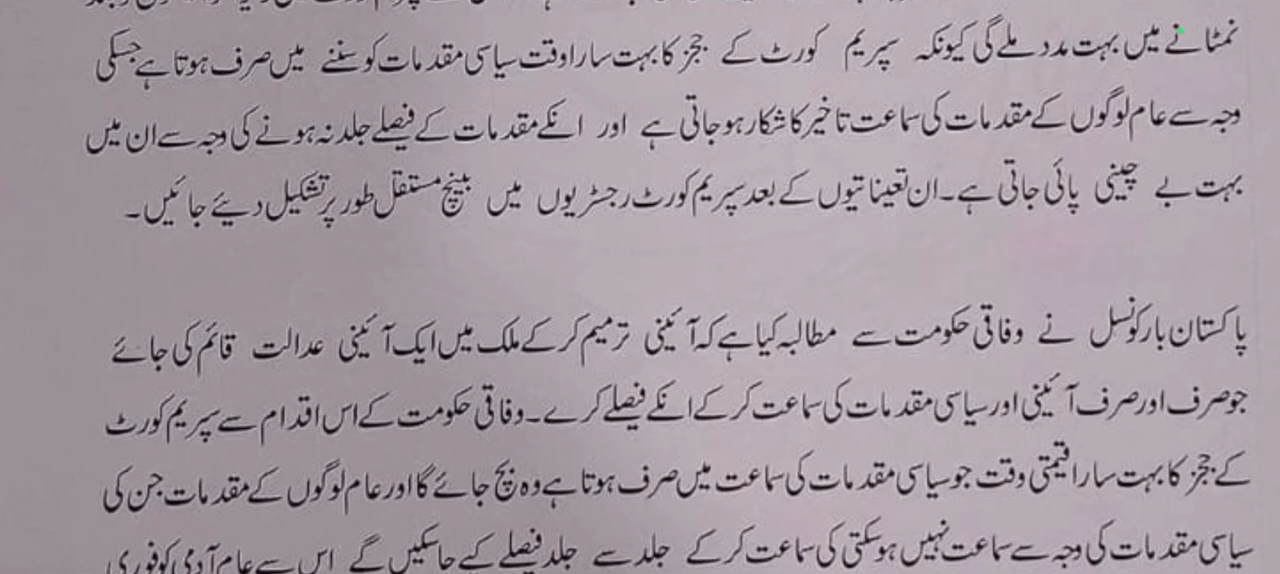 نمٹانے میں بہت مدد ملے گی کیونکہ سپریم کورٹ کے ججز کا بہت سارا وقت سیاسی مقدمات کو سننے میں صرف ہوتا ہے جسکی
وجہ سے عام لوگوں کے مقدمات کی سماعت تاخیر کا شکار ہو جاتی ہے اور انکے مقدمات کے فیصلے جلد نہ ہونے کی وجہ سے ان میں
بہت بے چینی پائی جاتی ہے۔ ان تعیناتیوں کے بعد سپریم کورٹ رجسٹریوں میں بینچ مستقل طور پر تشکیل دیئے جائیں۔
پاکستان بار کونسل نے وفاقی حکومت سے مطالبہ کیا ہے کہ آئینی ترمیم کر کے ملک میں ایک آئینی عدالت قائم کی جائے
جو صرف اور صرف آئینی اور سیاسی مقدمات کی سماعت کر کے انکے فیصلے کرے۔ وفاقی حکومت کے اس اقدام سے سپریم کورٹ
کے ججز کا بہت سارا قیمتی وقت جو سیاسی مقدمات کی سماعت میں صرف ہوتا ہے وہ بچ جائے گا اور عام لوگوں کے مقدمات جن کی
سیاسی مقدمات کی وجہ سے سماعت نہیں ہو سکتی کی سماعت کر کے جلد سے جلد فیصلے کیے جاسکیں گے اس سے عام آدمی کو فوری